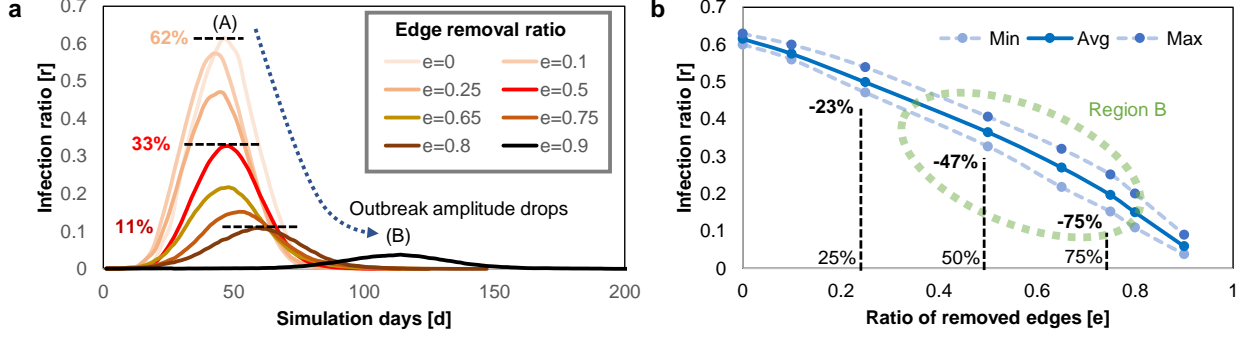 a
Infection ratio [r]
0.7
0.6
0.5
0.4
0.3
0.2
0.1
0
62%
(A)
33%
11%
Edge removal ratio
e=0 e=0.1
e=0.25 e=0.5
e=0.65 e=0.75
e=0.8 e=0.9
Outbreak amplitude drops
(B)
0 50 100 150 200
Simulation days [d]
b
Infection ratio [r]
0.7
0.6
0.5
0.4
0.3
0.2
0.1
0
Min Avg Max
Region B
-23%
-47%
-75%
25% 50% 75%
0 0.2 0.4 0.6 0.8 1
Ratio of removed edges [e]